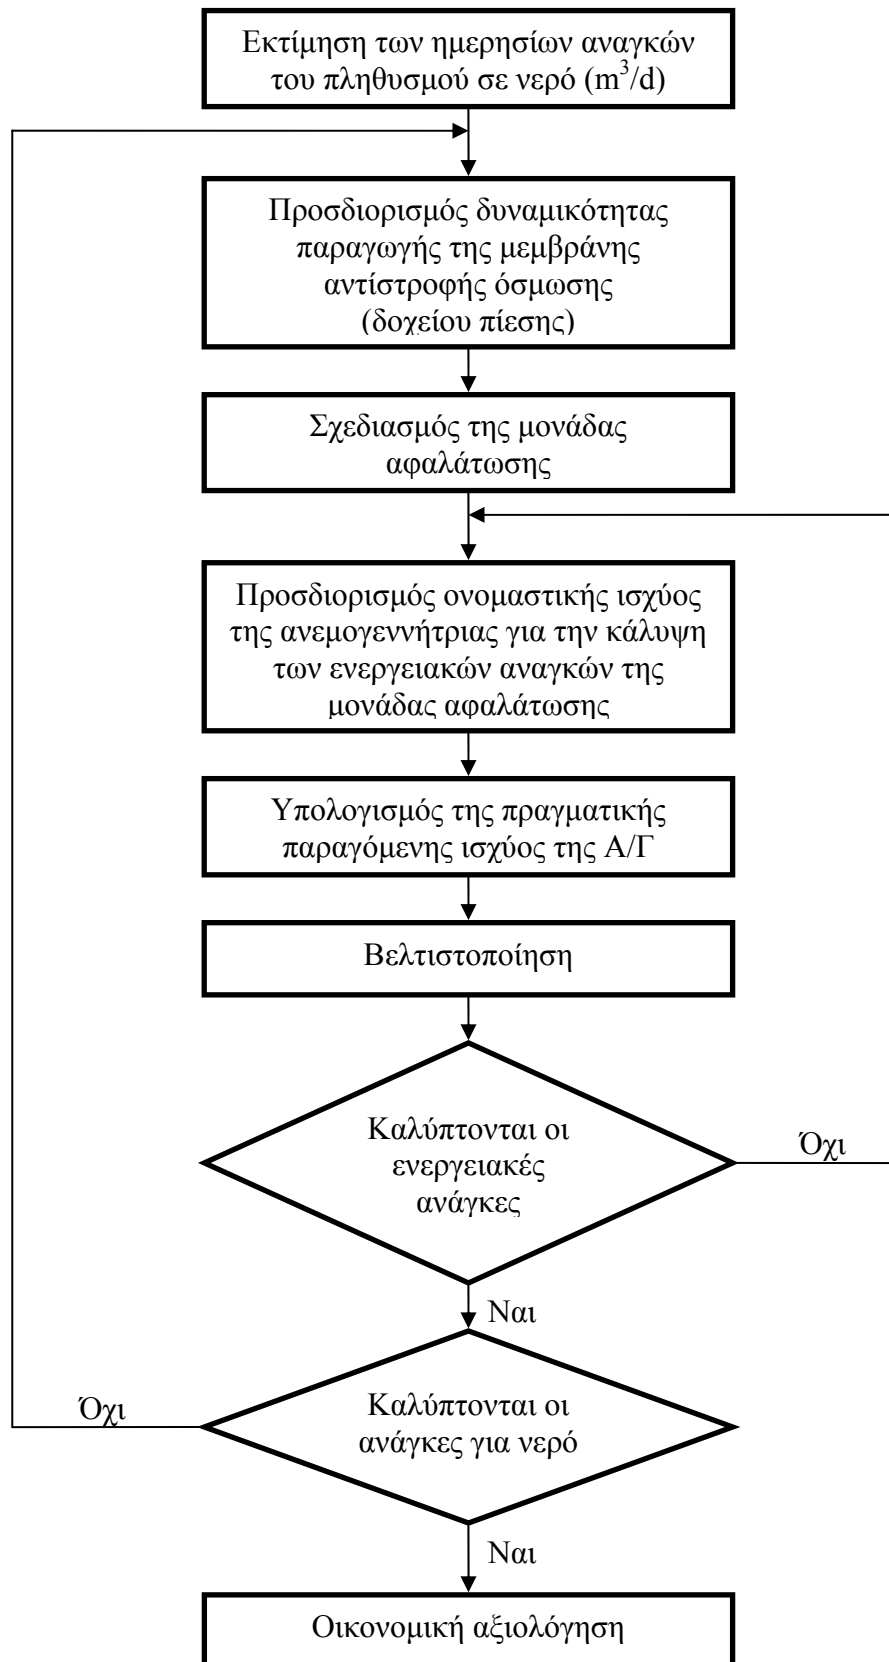 Εκτίμηση των ημερησίων αναγκών
του πληθυσμού σε νερό (m³/d)
Προσδιορισμός δυναμικότητας
παραγωγής της μεμβράνης
αντίστροφής όσμωσης
(δοχείου πίεσης)
Σχεδιασμός της μονάδας
αφαλάτωσης
Προσδιορισμός ονομαστικής ισχύος
της ανεμογεννήτριας για την κάλυψη
των ενεργειακών αναγκών της
μονάδας αφαλάτωσης
Υπολογισμός της πραγματικής
παραγόμενης ισχύος της Α/Γ
Βελτιστοποίηση
Καλύπτονται οι
ενεργειακές
ανάγκες
Όχι
Ναι
Καλύπτονται οι
ανάγκες για νερό
Όχι
Ναι
Οικονομική αξιολόγηση